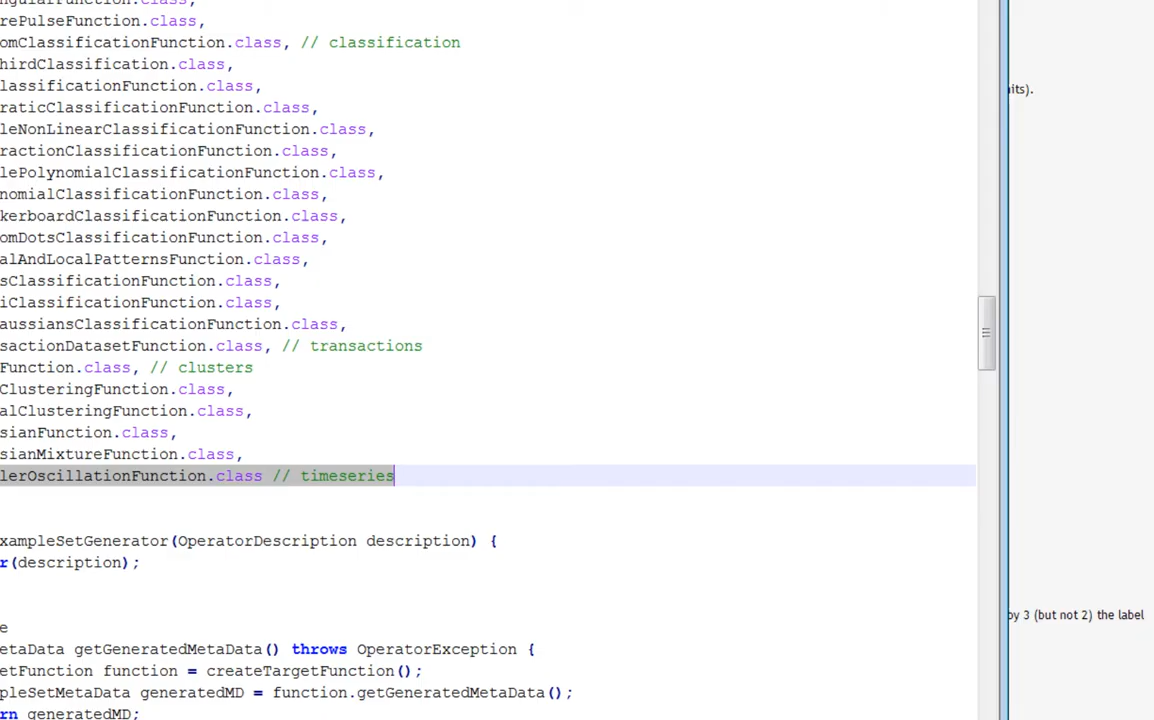 ngularFunction.class,
rePulseFunction.class,
omClassificationFunction.class, // classification
hirdClassification.class,
lassificationFunction.class,
raticClassificationFunction.class,
leNonLinearClassificationFunction.class,
ractionClassificationFunction.class,
lePolynomialClassificationFunction.class,
nomialClassificationFunction.class,
kerboardClassificationFunction.class,
omDotsClassificationFunction.class,
alAndLocalPatternsFunction.class,
sClassificationFunction.class,
iClassificationFunction.class,
aussiansClassificationFunction.class,
sactionDatasetFunction.class, // transactions
Function.class, // clusters
ClusteringFunction.class,
alClusteringFunction.class,
sianFunction.class,
sianMixtureFunction.class,
lerOscillationFunction.class // timeseries
xampleSetGenerator(OperatorDescription description) {
r(description);
e
etaData getGeneratedMetaData() throws OperatorException {
etFunction function = createTargetFunction();
pleSetMetaData generatedMD = function.getGeneratedMetaData();
rn generatedMD;
its).
by 3 (but not 2) the label